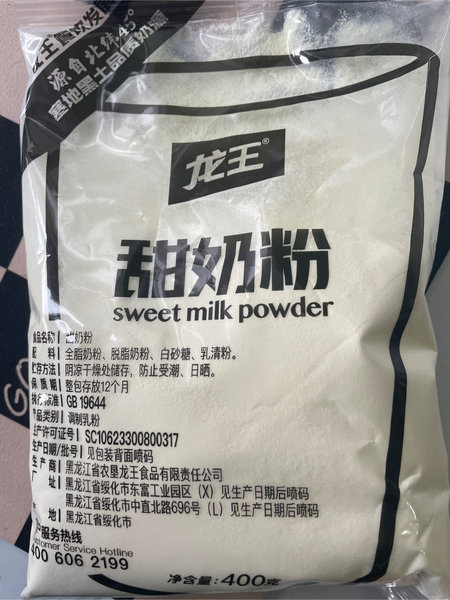 龙王餐饮
源自北纬45°
寒地黑土品质奶源
龙王®
甜奶粉
sweet milk powder
食品名称: 甜奶粉
配 料: 全脂奶粉、脱脂奶粉、白砂糖、乳清粉。
贮存方法: 阴凉干燥处储存,防止受潮、日晒。
保 质 期: 整包存放12个月
执行标准: GB 19644
产品类别: 调制乳粉
生产许可证号: SC10623300800317
生产日期/批号: 见包装背面喷码
生 产 商: 黑龙江省农垦龙王食品有限责任公司
厂 址: 黑龙江省绥化市东富工业园区(X)见生产日期后喷码
黑龙江省绥化市中直北路696号(L)见生产日期后喷码
产 地: 黑龙江省绥化市
客户服务热线
Customer Service Hotline
400 606 2199
净含量: 400克